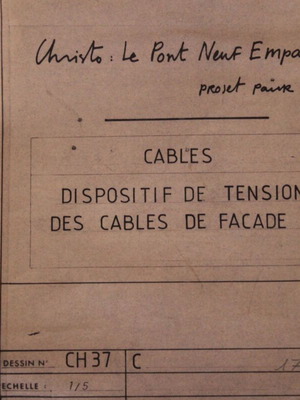 Christo: Le Pont Neuf Empa
PROJET
CABLES
DISPOSITIF DE TENSION
DES CABLES DE FACADE
DESSIN N° CH37 C 17
ECHELLE: 1/5